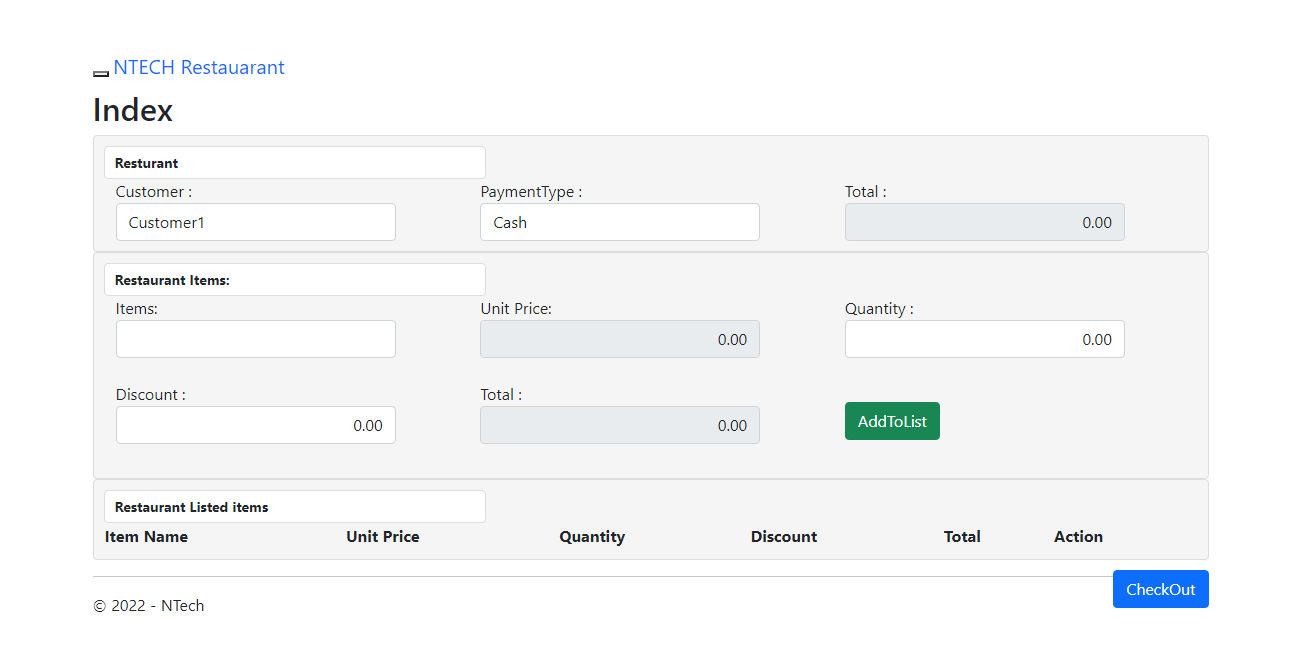 NTECH Restauarant
Index
Resturant
Customer : PaymentType : Total :
Customer1 Cash 0.00
Restaurant Items:
Items: Unit Price: Quantity :
0.00 0.00
Discount : Total :
0.00 0.00 AddToList
Restaurant Listed items
Item Name Unit Price Quantity Discount Total Action
CheckOut
© 2022 - NTech